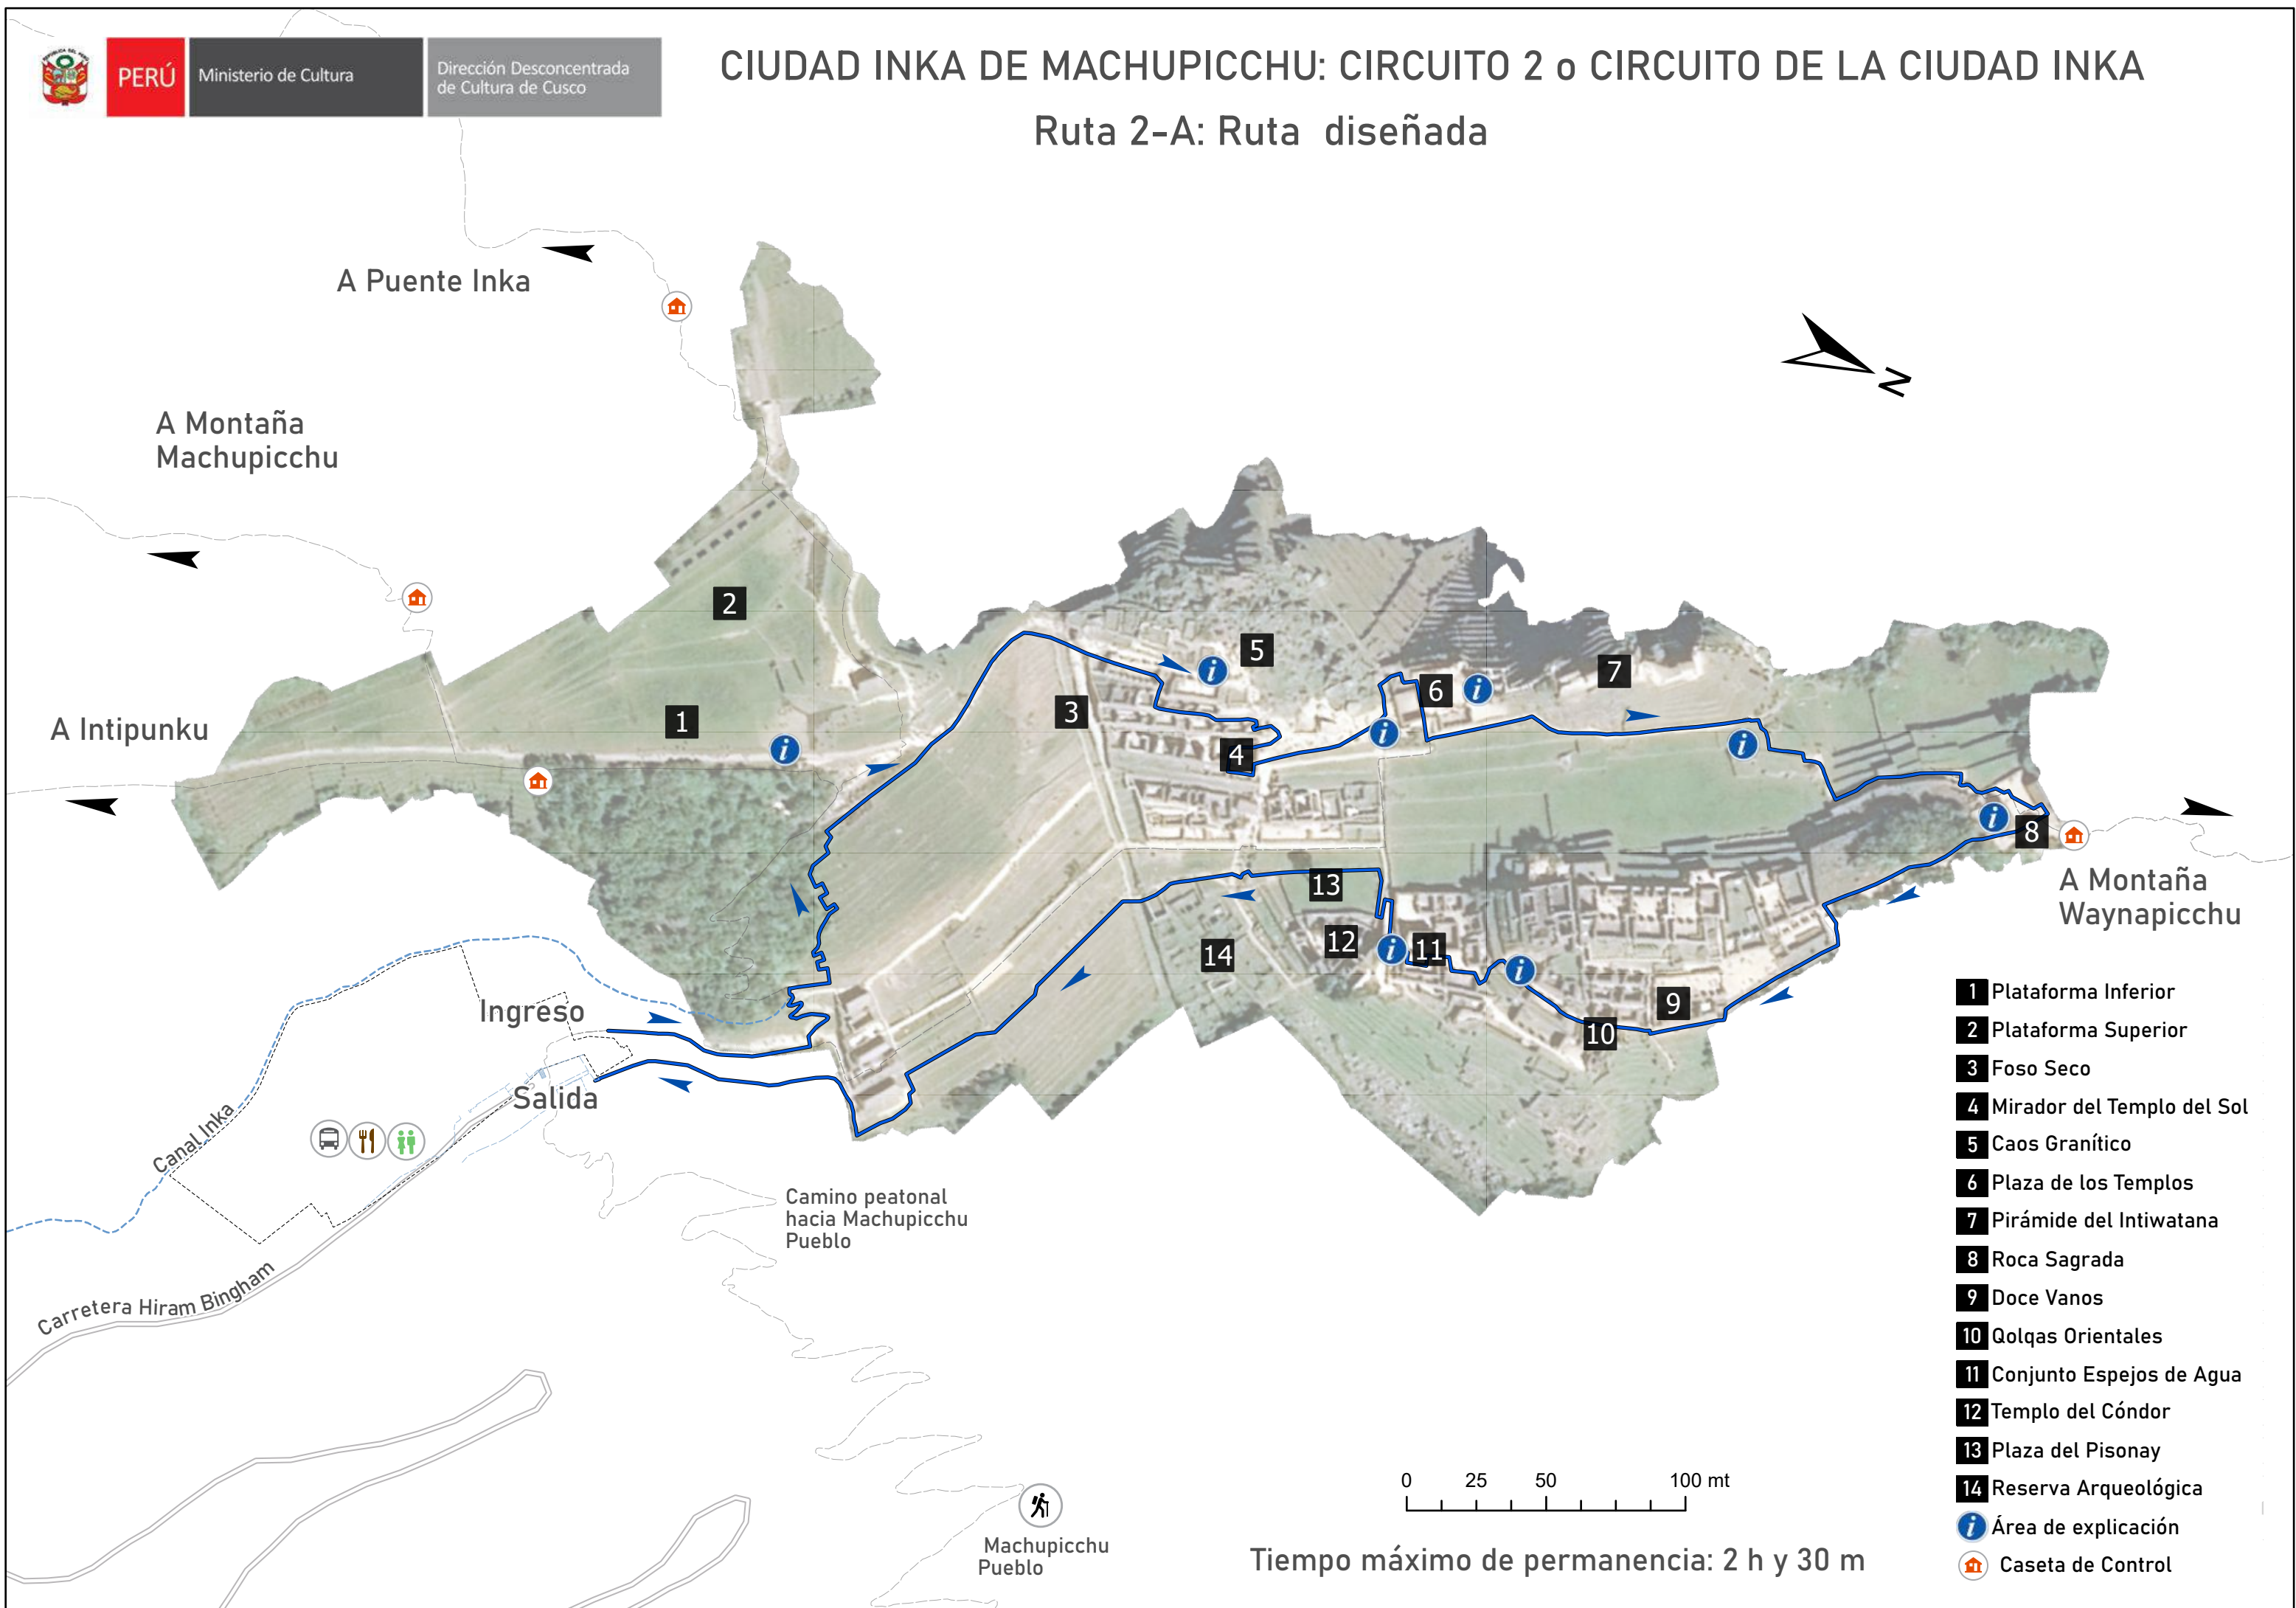 REPÚBLICA DEL PERÚ
PERÚ
Ministerio de Cultura
Dirección Desconcentrada
de Cultura de Cusco
CIUDAD INKA DE MACHUPICCHU: CIRCUITO 2 o CIRCUITO DE LA CIUDAD INKA
Ruta 2-A: Ruta diseñada
A Puente Inka
N
A Montaña
Machupicchu
2
5
7
6
1
3
A Intipunku
4
8
A Montaña
Waynapicchu
13
12
11
14
9
10
Ingreso
Salida
Canal Inka
Carretera Hiram Bingham
Camino peatonal
hacia Machupicchu
Pueblo
Machupicchu
Pueblo
1 Plataforma Inferior
2 Plataforma Superior
3 Foso Seco
4 Mirador del Templo del Sol
5 Caos Granítico
6 Plaza de los Templos
7 Pirámide del Intiwatana
8 Roca Sagrada
9 Doce Vanos
10 Qolqas Orientales
11 Conjunto Espejos de Agua
12 Templo del Cóndor
13 Plaza del Pisonay
14 Reserva Arqueológica
i Área de explicación
Caseta de Control
0 25 50 100 mt
Tiempo máximo de permanencia: 2 h y 30 m